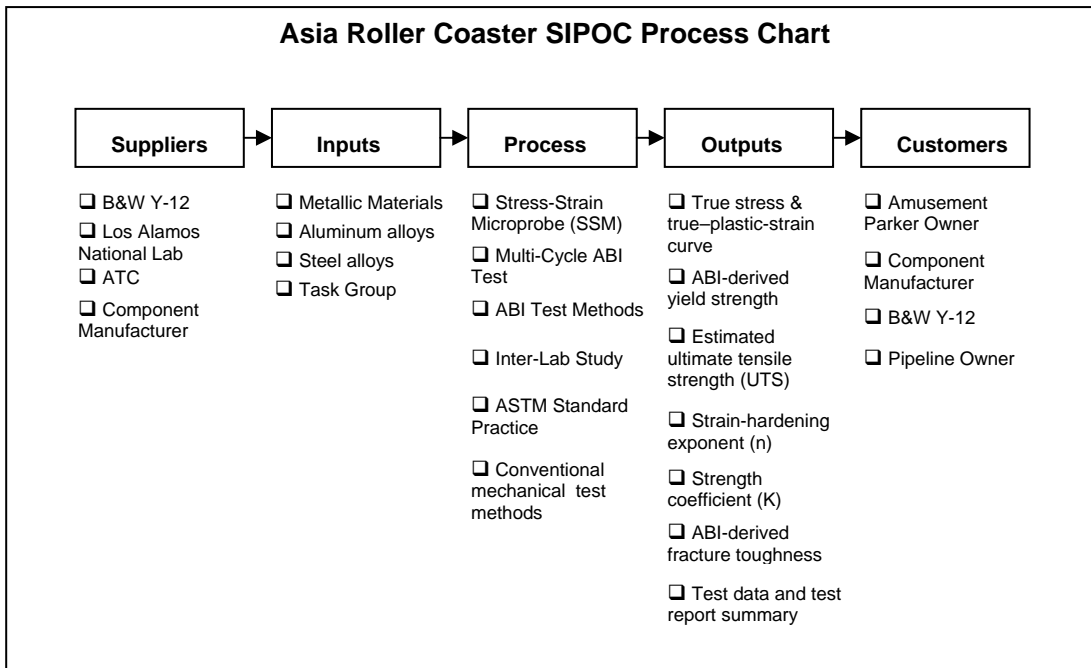 Asia Roller Coaster SIPOC Process Chart
Suppliers
Inputs
Process
Outputs
Customers
❑ B&W Y-12
❑ Los Alamos
National Lab
❑ ATC
❑ Component
Manufacturer
❑ Metallic Materials
❑ Aluminum alloys
❑ Steel alloys
❑ Task Group
❑ Stress-Strain
Microprobe (SSM)
❑ Multi-Cycle ABI
Test
❑ ABI Test Methods
❑ Inter-Lab Study
❑ ASTM Standard
Practice
❑ Conventional
mechanical test
methods
❑ True stress &
true–plastic-strain
curve
❑ ABI-derived
yield strength
❑ Estimated
ultimate tensile
strength (UTS)
❑ Strain-hardening
exponent (n)
❑ Strength
coefficient (K)
❑ ABI-derived
fracture toughness
❑ Test data and test
report summary
❑ Amusement
Parker Owner
❑ Component
Manufacturer
❑ B&W Y-12
❑ Pipeline Owner